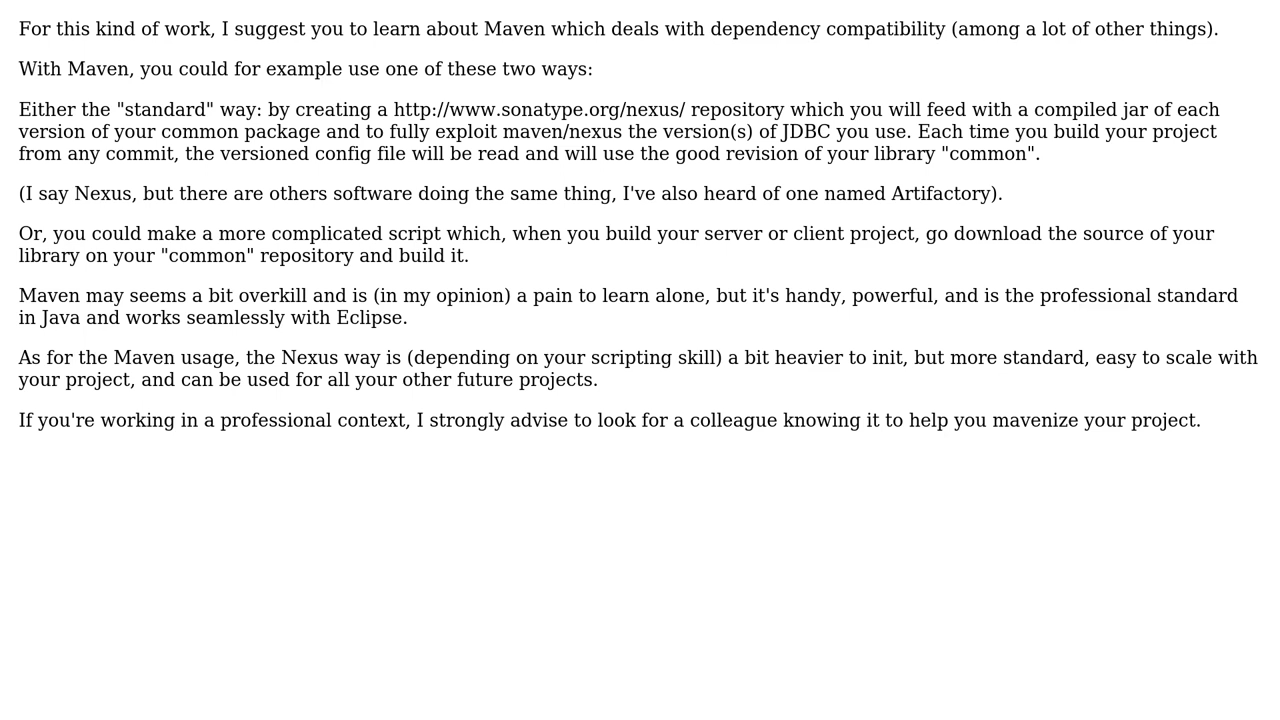 For this kind of work, I suggest you to learn about Maven which deals with dependency compatibility (among a lot of other things).
With Maven, you could for example use one of these two ways:
Either the "standard" way: by creating a http://www.sonatype.org/nexus/ repository which you will feed with a compiled jar of each
version of your common package and to fully exploit maven/nexus the version(s) of JDBC you use. Each time you build your project
from any commit, the versioned config file will be read and will use the good revision of your library "common".
(I say Nexus, but there are others software doing the same thing, I've also heard of one named Artifactory).
Or, you could make a more complicated script which, when you build your server or client project, go download the source of your
library on your "common" repository and build it.
Maven may seems a bit overkill and is (in my opinion) a pain to learn alone, but it's handy, powerful, and is the professional standard
in Java and works seamlessly with Eclipse.
As for the Maven usage, the Nexus way is (depending on your scripting skill) a bit heavier to init, but more standard, easy to scale with
your project, and can be used for all your other future projects.
If you're working in a professional context, I strongly advise to look for a colleague knowing it to help you mavenize your project.